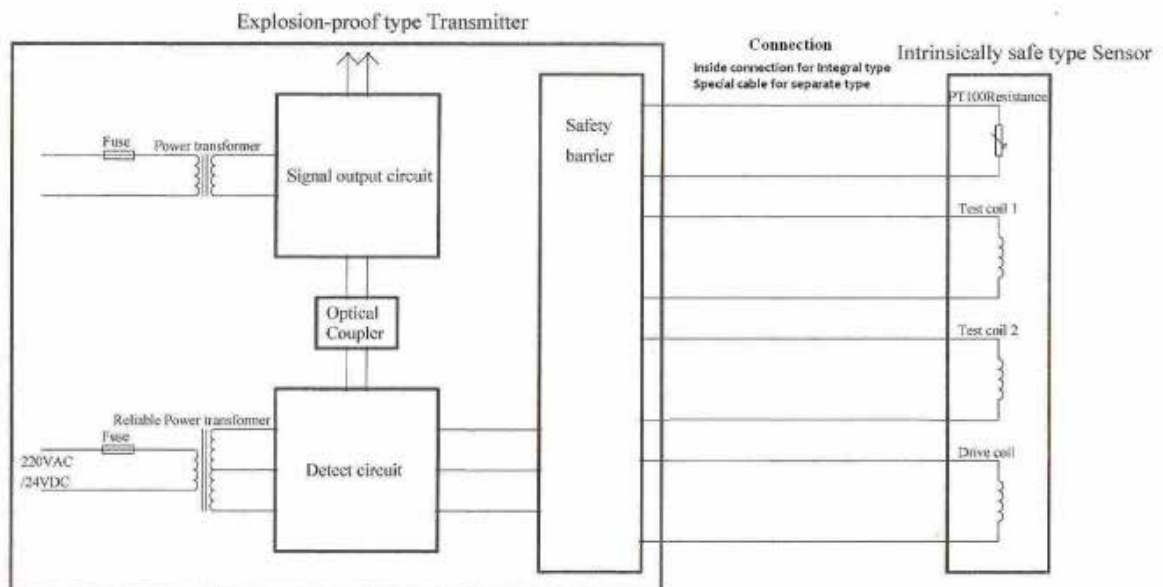 Explosion-proof type Transmitter
Connection
Inside connection for Integral type
Special cable for separate type
Intrinsically safe type Sensor
PT100Resistance
Safety
barrier
Fuse
Power transformer
Signal output circuit
Test coil 1
Optical
Coupler
Test coil 2
Reliable Power transformer
Fuse
220VAC
/24VDC
Detect circuit
Drive coil